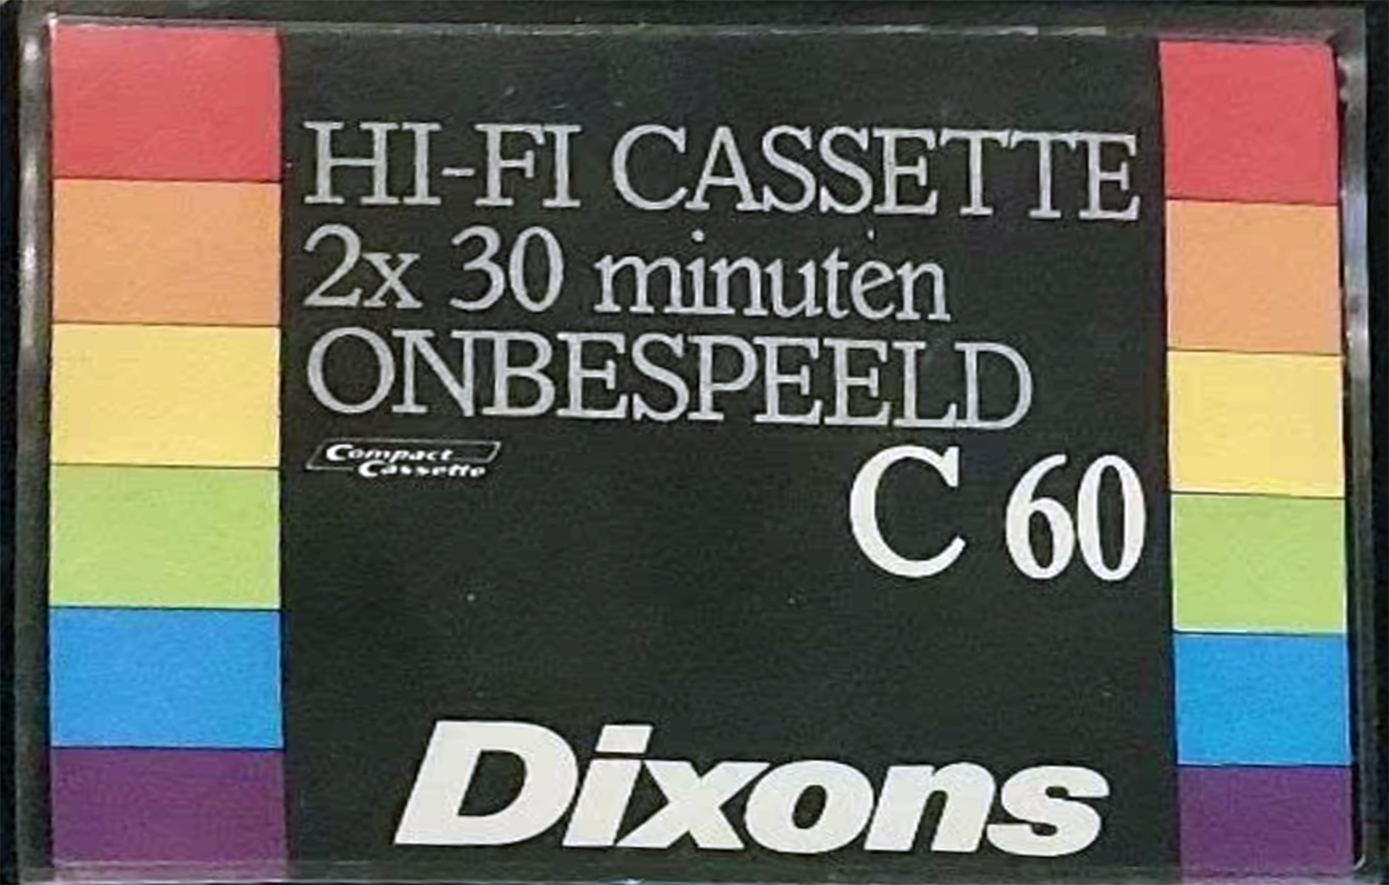 HI-FI CASSETTE
2x 30 minuten
ONBESPEELD
Compact
Cassette
C 60
Dixons